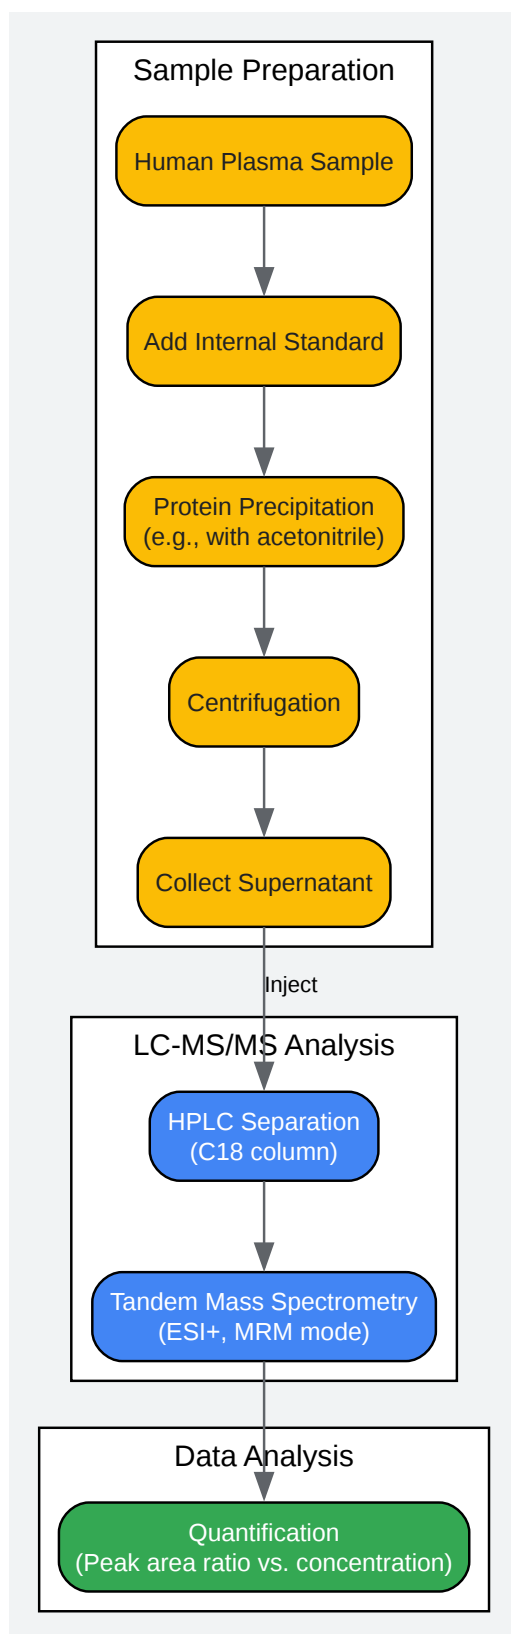 Sample Preparation
Human Plasma Sample
Add Internal Standard
Protein Precipitation
(e.g., with acetonitrile)
Centrifugation
Collect Supernatant
Inject
LC-MS/MS Analysis
HPLC Separation
(C18 column)
Tandem Mass Spectrometry
(ESI+, MRM mode)
Data Analysis
Quantification
(Peak area ratio vs. concentration)